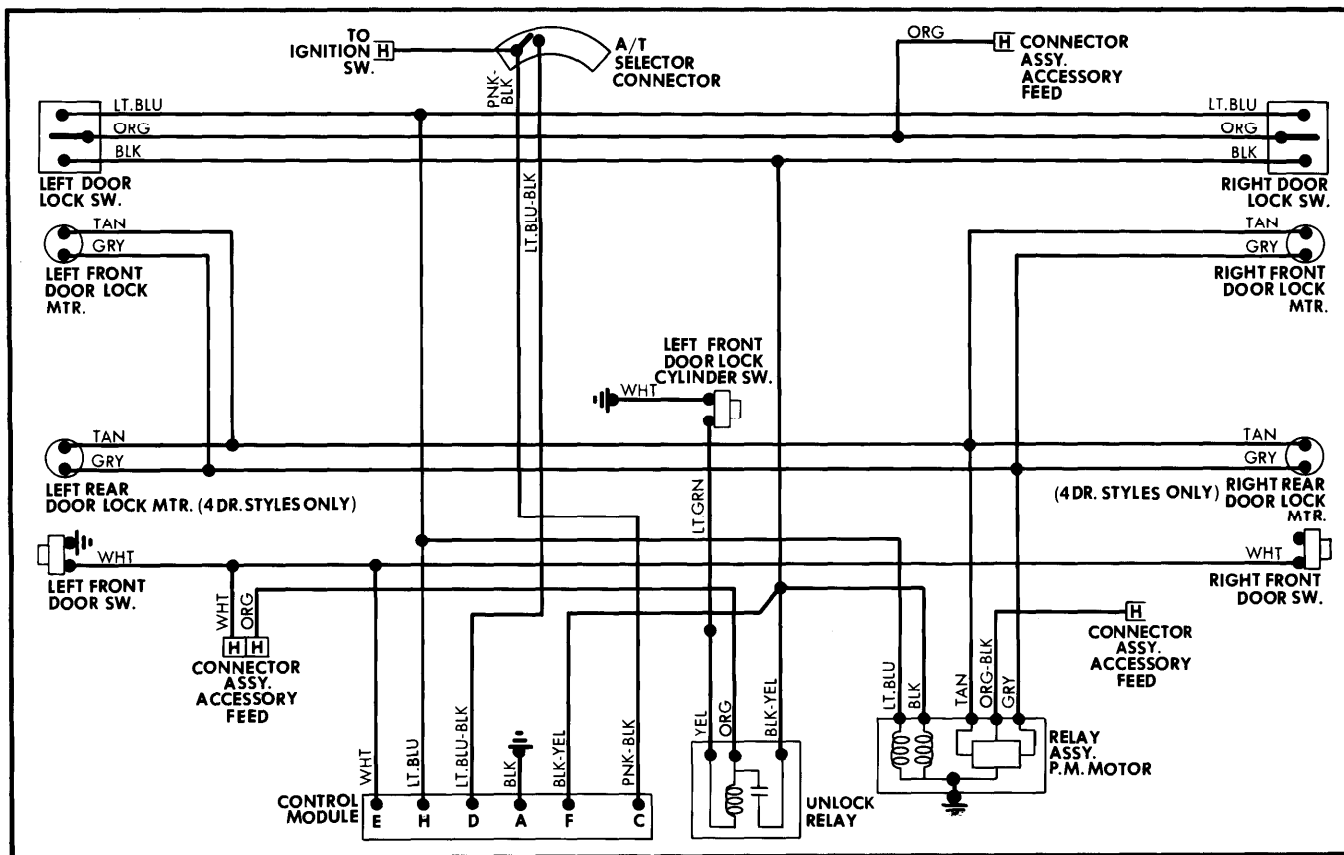 TO
IGNITION H
SW.
A/T
SELECTOR
CONNECTOR
PNK-
BLK
ORG
H CONNECTOR
ASSY.
ACCESSORY
FEED
LT.BLU
ORG
BLK
LEFT DOOR
LOCK SW.
LT.BLU
ORG
BLK
RIGHT DOOR
LOCK SW.
LT.BLU-BLK
TAN
GRY
LEFT FRONT
DOOR LOCK
MTR.
TAN
GRY
RIGHT FRONT
DOOR LOCK
MTR.
LEFT FRONT
DOOR LOCK
CYLINDER SW.
WHT
TAN
GRY
LEFT REAR
DOOR LOCK MTR. (4 DR. STYLES ONLY)
TAN
GRY
(4 DR. STYLES ONLY) RIGHT REAR
DOOR LOCK
MTR.
LT.GRN
WHT
LEFT FRONT
DOOR SW.
WHT
RIGHT FRONT
DOOR SW.
WHT
ORG
H H
CONNECTOR
ASSY.
ACCESSORY
FEED
H
CONNECTOR
ASSY.
ACCESSORY
FEED
WHT
LT.BLU
LT.BLU-BLK
BLK
BLK-YEL
PNK-BLK
CONTROL
MODULE
E H D A F C
YEL
ORG
BLK-YEL
UNLOCK
RELAY
LT.BLU
BLK
TAN
ORG-BLK
GRY
RELAY
ASSY.
P.M. MOTOR